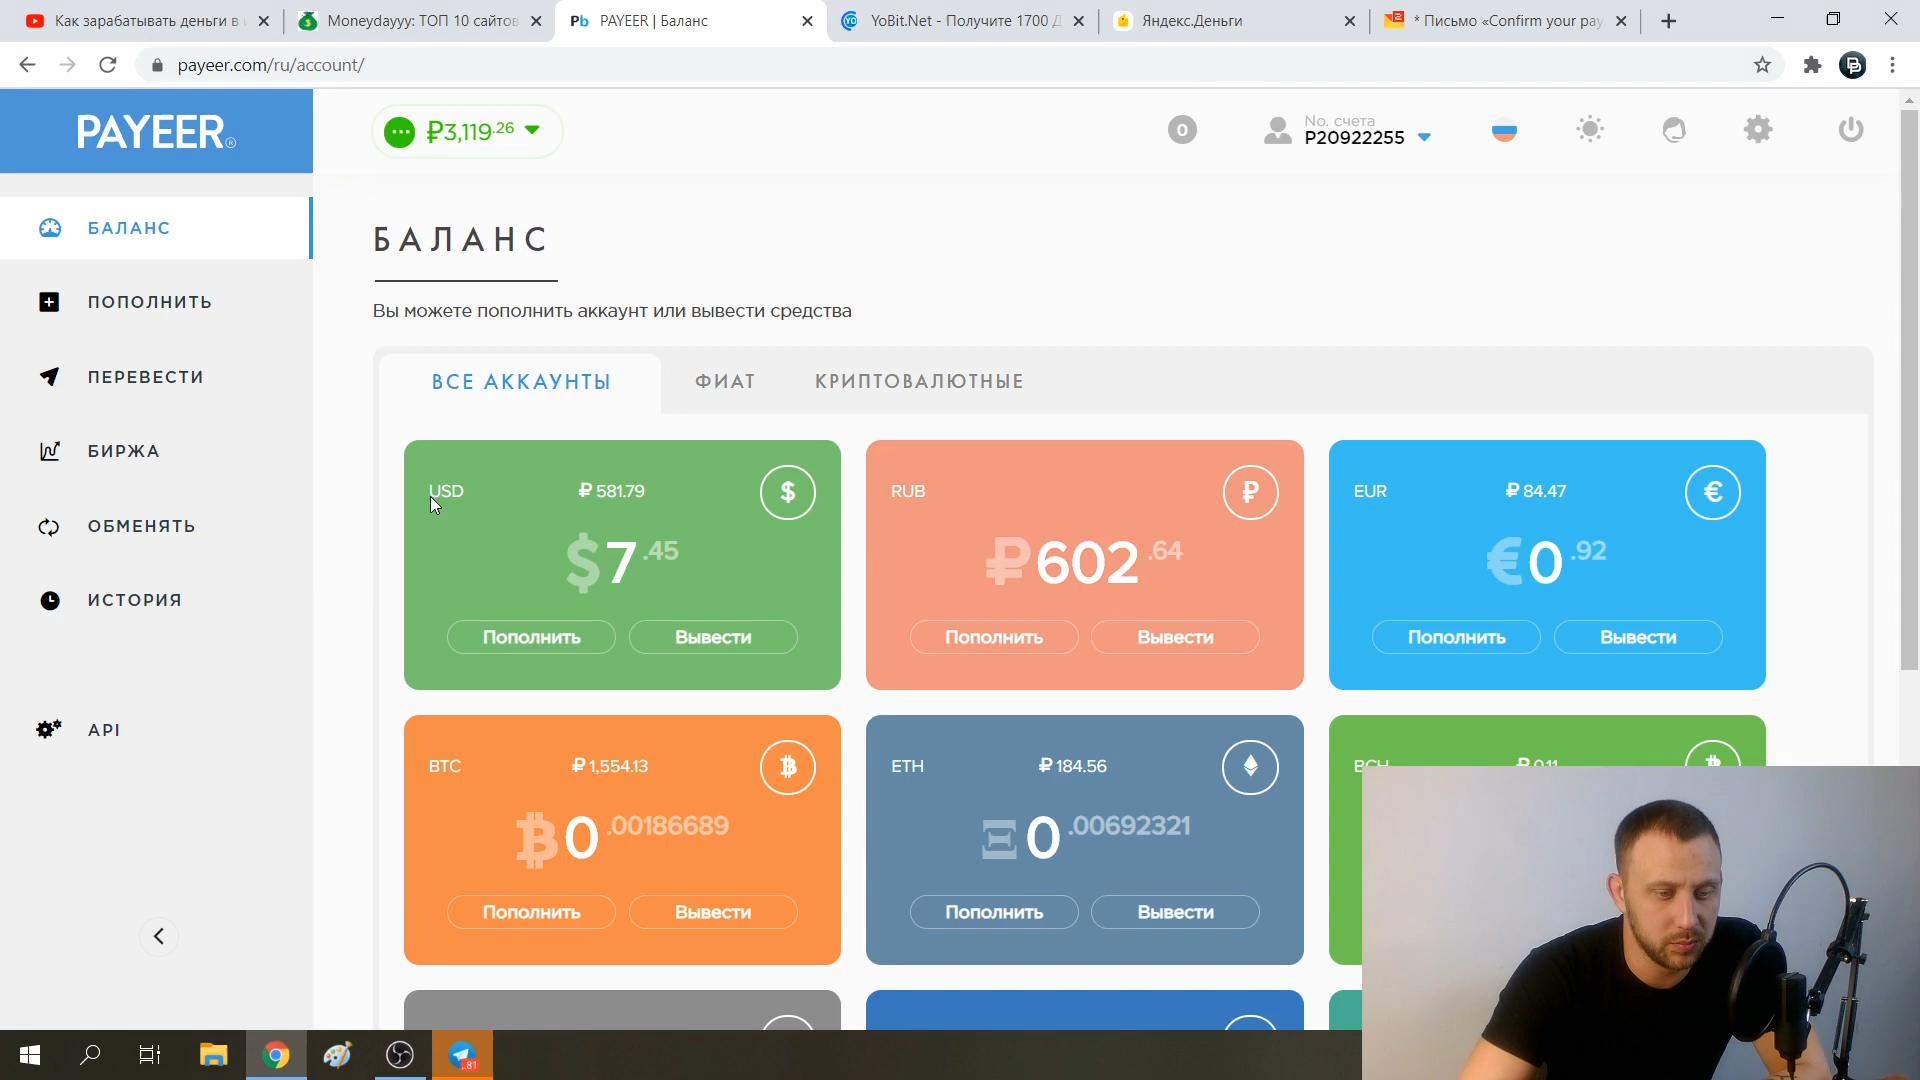 Как зарабатывать деньги в и
Moneydayyy: ТОП 10 сайтов
Pb PAYEER | Баланс
YoBit.Net - Получите 1700 Д
Яндекс.Деньги
* Письмо «Confirm your pay
payeer.com/ru/account/
PAYEER®
₽3,119.26
0
No. счета
P20922255
БАЛАНС
ПОПОЛНИТЬ
ПЕРЕВЕСТИ
БИРЖА
ОБМЕНЯТЬ
ИСТОРИЯ
API
БАЛАНС
Вы можете пополнить аккаунт или вывести средства
ВСЕ АККАУНТЫ ФИАТ КРИПТОВАЛЮТНЫЕ
USD ₽ 581.79 $
$7.45
Пополнить Вывести
RUB ₽
₽602.64
Пополнить Вывести
EUR ₽ 84.47 €
€0.92
Пополнить Вывести
BTC ₽ 1,554.13
0.00186689
Пополнить Вывести
ETH ₽ 184.56
Ξ0.00692321
Пополнить Вывести
..81